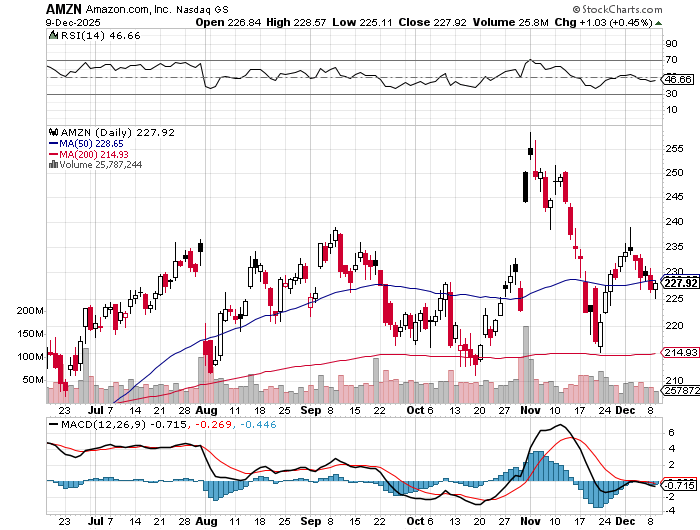 AMZN Amazon.com, Inc. Nasdaq GS © StockCharts.com
9-Dec-2025 Open 226.84 High 228.57 Low 225.11 Close 227.92 Volume 25.8M Chg +1.03 (+0.45%)
RSI(14) 46.66
90
70
50
46.66
30
10
AMZN (Daily) 227.92
MA(50) 228.65
MA(200) 214.93
Volume 25,787,244
255
250
245
240
235
230
227.92
225
220
214.93
210
200M
150M
100M
50M
257872
23 Jul 7 14 21 28 Aug 11 18 25 Sep 8 15 22 Oct 6 13 20 27 Nov 10 17 24 Dec 8
MACD(12,26,9) -0.715, -0.269, -0.446
6
4
2
-0.715
-2
-4
23 Jul 7 14 21 28 Aug 11 18 25 Sep 8 15 22 Oct 6 13 20 27 Nov 10 17 24 Dec 8